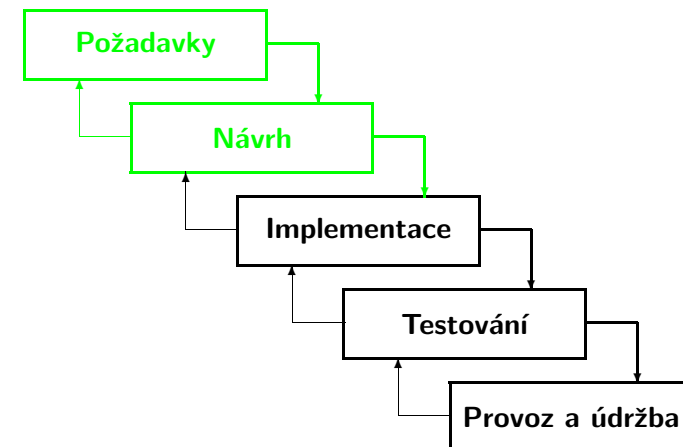 Požadavky
Návrh
Implementace
Testování
Provoz a údržba